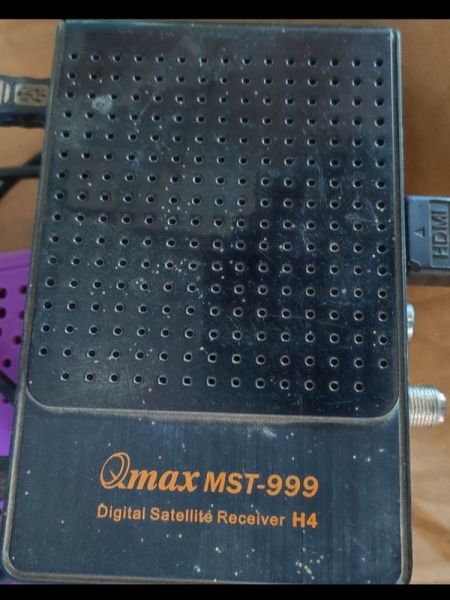 HDMI
Qmax MST-999
Digital Satellite Receiver H4